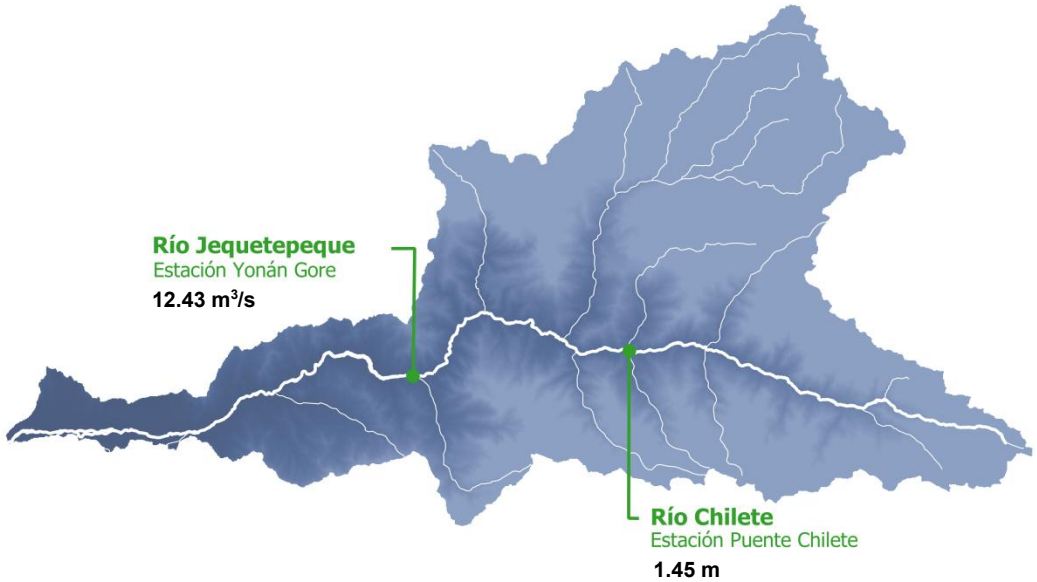 Río Jequetepeque
Estación Yonán Gore
12.43 m³/s
Río Chilete
Estación Puente Chilete
1.45 m